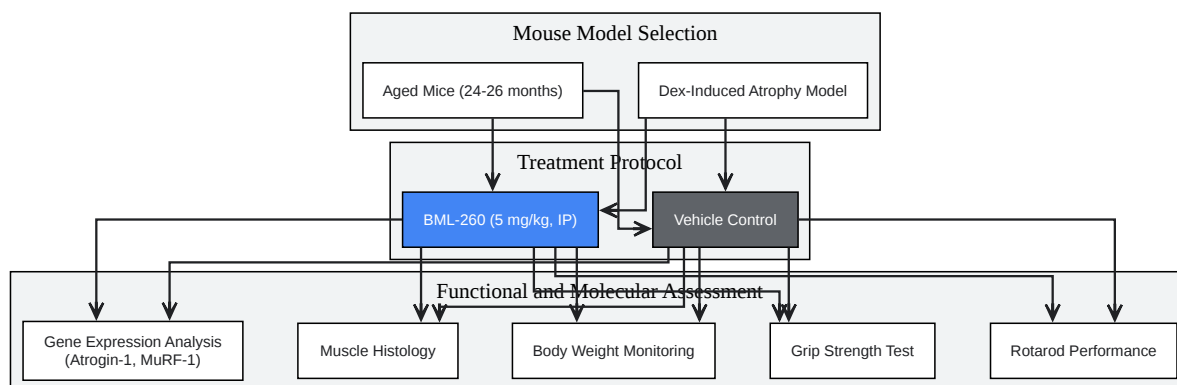 Mouse Model Selection
Aged Mice (24-26 months)
Dex-Induced Atrophy Model
Treatment Protocol
BML-260 (5 mg/kg, IP)
Vehicle Control
Functional and Molecular Assessment
Gene Expression Analysis
(Atrogin-1, MuRF-1)
Muscle Histology
Body Weight Monitoring
Grip Strength Test
Rotarod Performance